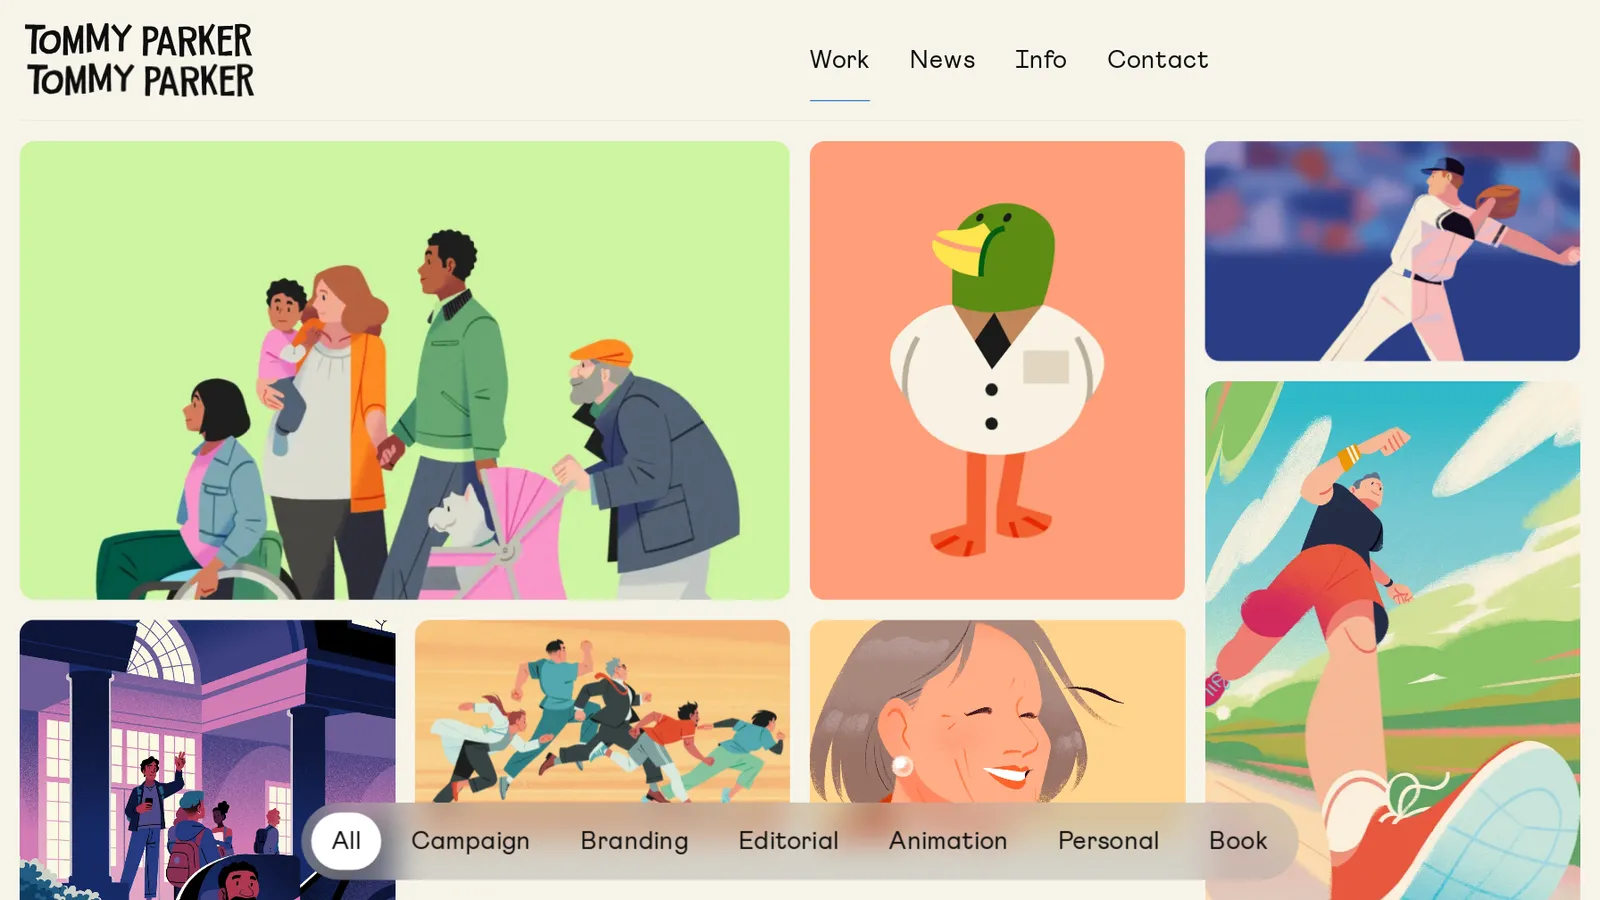 TOMMY PARKER
TOMMY PARKER
Work News Info Contact
All Campaign Branding Editorial Animation Personal Book